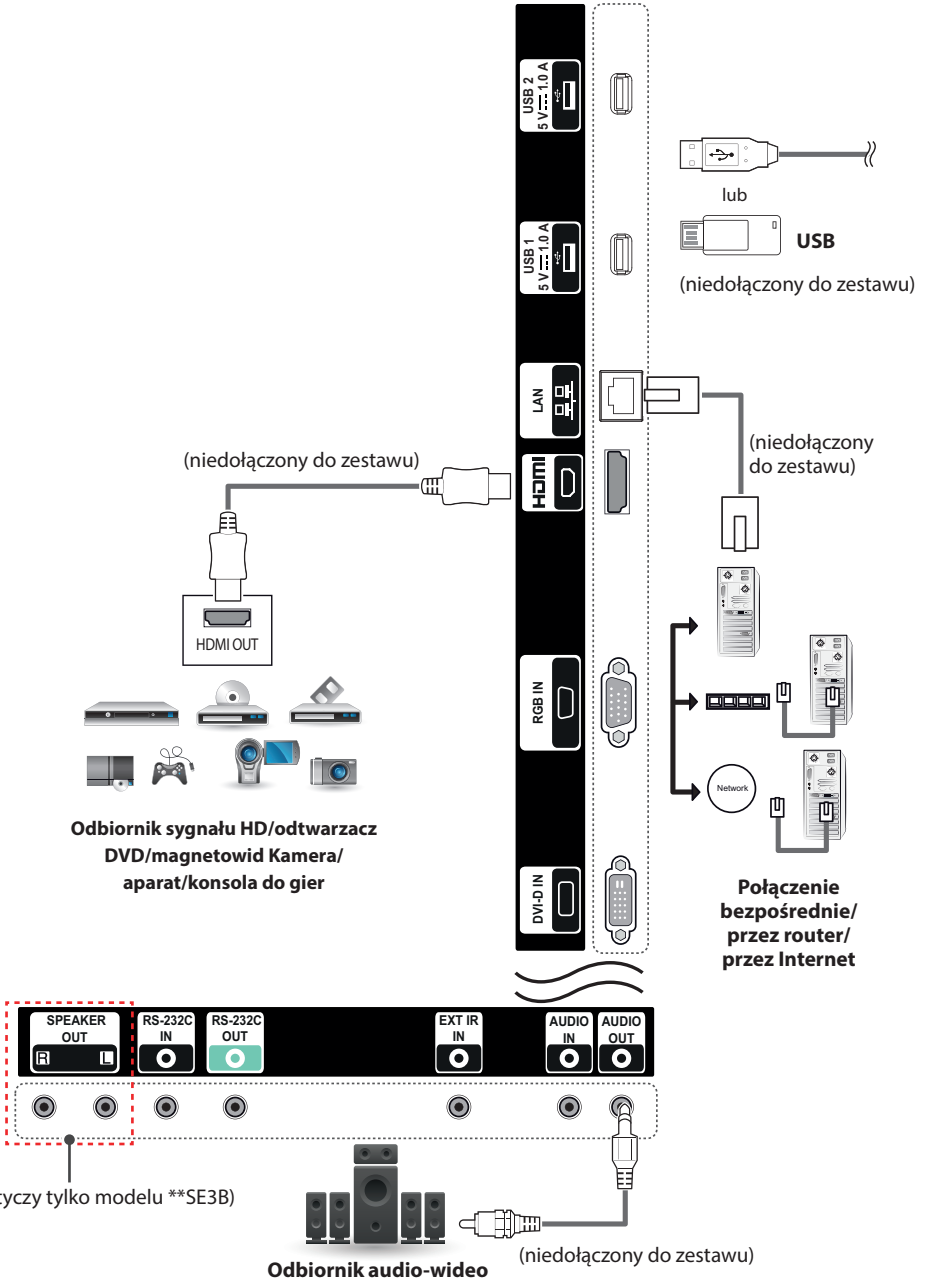 USB 2
5 V 1.0 A
lub
USB
(niedołączony do zestawu)
USB 1
5 V 1.0 A
LAN
(niedołączony
do zestawu)
(niedołączony do zestawu)
HDMI
HDMI OUT
RGB IN
Network
Odbiornik sygnału HD/odtwarzacz
DVD/magnetowid Kamera/
aparat/konsola do gier
DVI-D IN
Połączenie
bezpośrednie/
przez router/
przez Internet
SPEAKER
OUT
R L
RS-232C
IN
RS-232C
OUT
EXT IR
IN
AUDIO
IN
AUDIO
OUT
tyczy tylko modelu **SE3B)
(niedołączony do zestawu)
Odbiornik audio-wideo